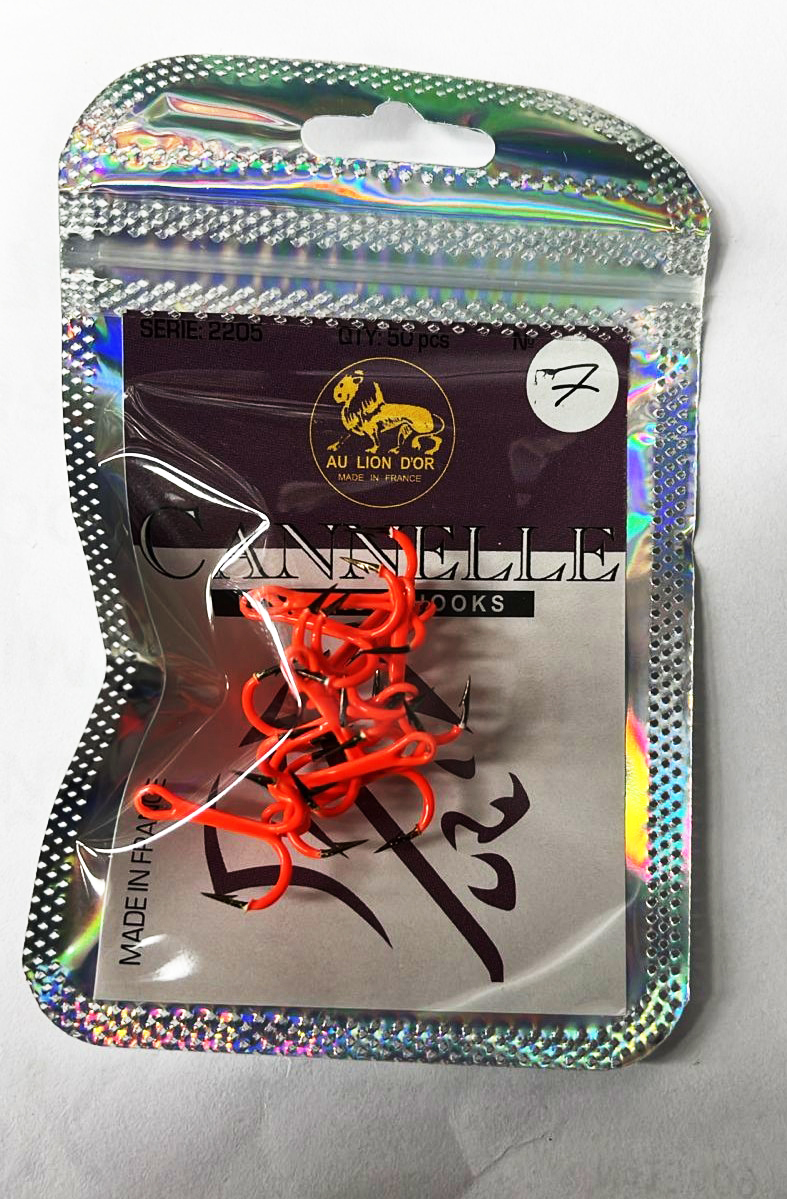 SERIE: 2205 QTY: 50 pcs Nº
7
AU LION D'OR
MADE IN FRANCE
CANNELLE
HOOKS
MADE IN FRANCE